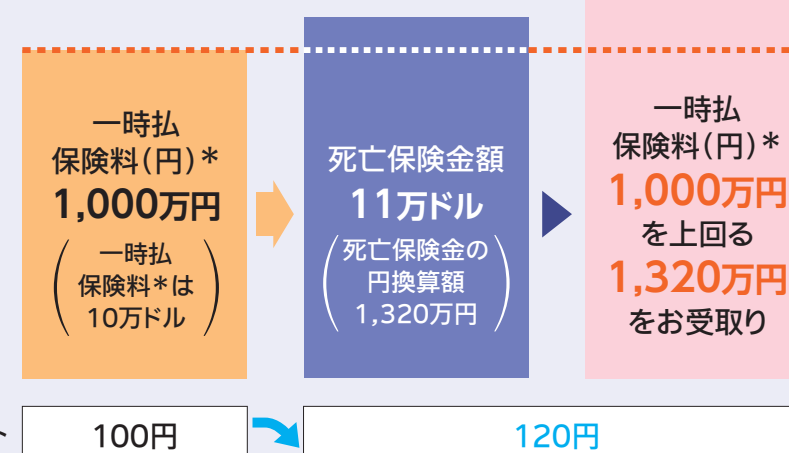 一時払
保険料(円)*
1,000万円
一時払
保険料*は
10万ドル
死亡保険金額
11万ドル
死亡保険金の
円換算額
1,320万円
一時払
保険料(円)*
1,000万円
を上回る
1,320万円
をお受取り
ト
100円
120円